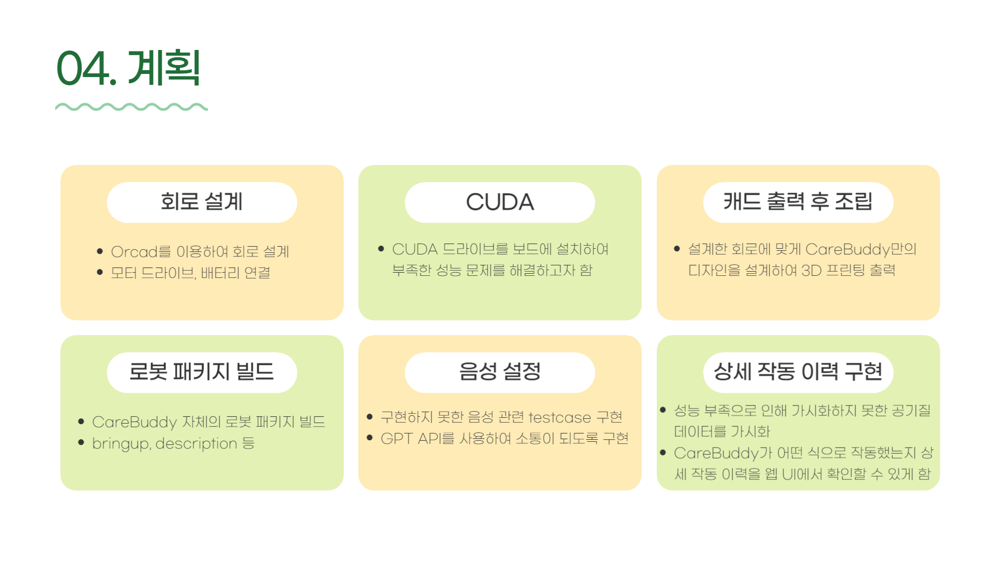 04. 계획
회로 설계
• Orcad를 이용하여 회로 설계
• 모터 드라이브, 배터리 연결
CUDA
• CUDA 드라이브를 보드에 설치하여
부족한 성능 문제를 해결하고자 함
캐드 출력 후 조립
• 설계한 회로에 맞게 CareBuddy만의
디자인을 설계하여 3D 프린팅 출력
로봇 패키지 빌드
• CareBuddy 자체의 로봇 패키지 빌드
• bringup, description 등
음성 설정
• 구현하지 못한 음성 관련 testcase 구현
• GPT API를 사용하여 소통이 되도록 구현
상세 작동 이력 구현
• 성능 부족으로 인해 가시화하지 못한 공기질
데이터를 가시화
• CareBuddy가 어떤 식으로 작동했는지 상
세 작동 이력을 웹 UI에서 확인할 수 있게 함